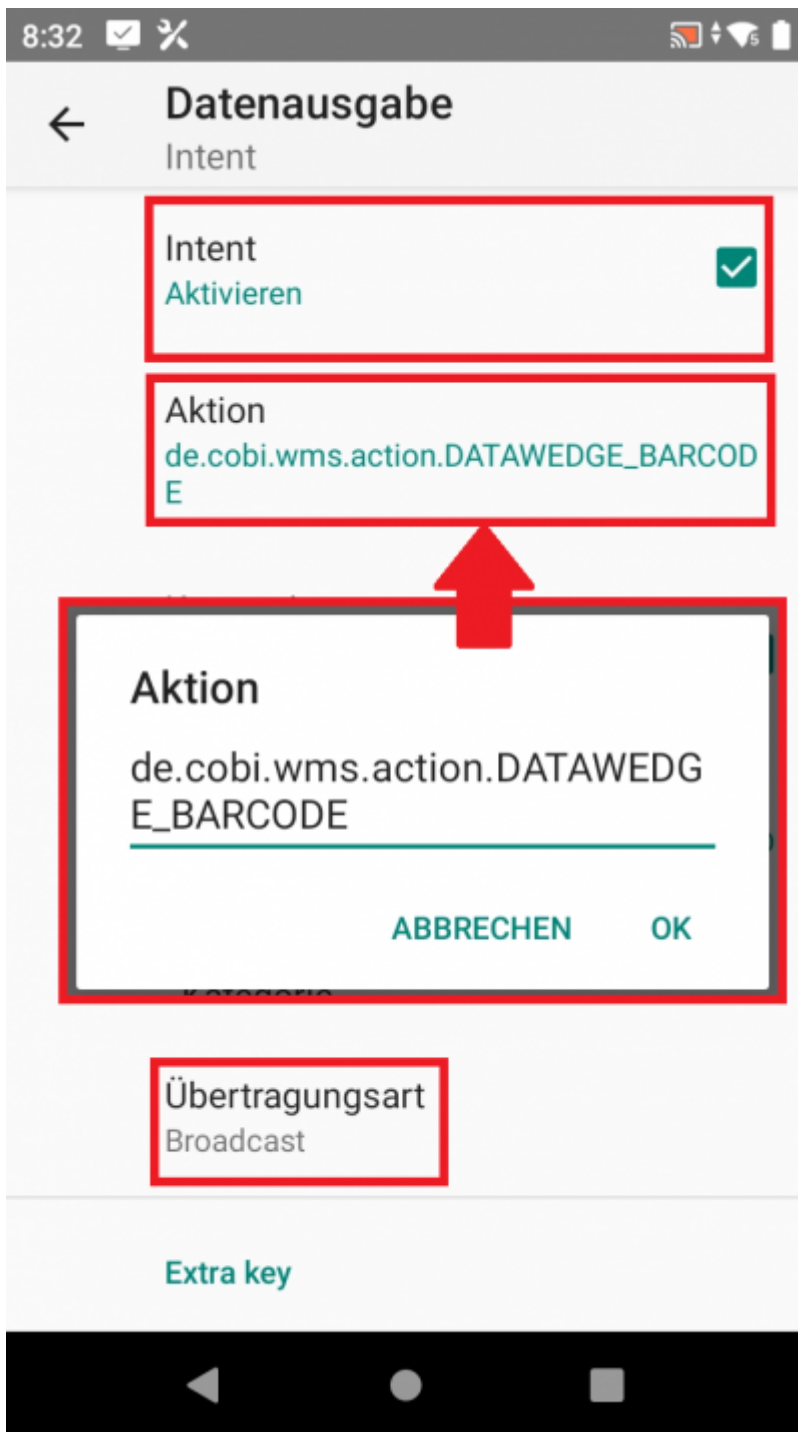 8:32
5
Datenausgabe
Intent
Intent
Aktivieren
Aktion
de.cobi.wms.action.DATAWEDGE_BARCOD
E
Aktion
de.cobi.wms.action.DATAWEDG
E_BARCODE
ABBRECHEN
OK
Übertragungsart
Broadcast
Extra key